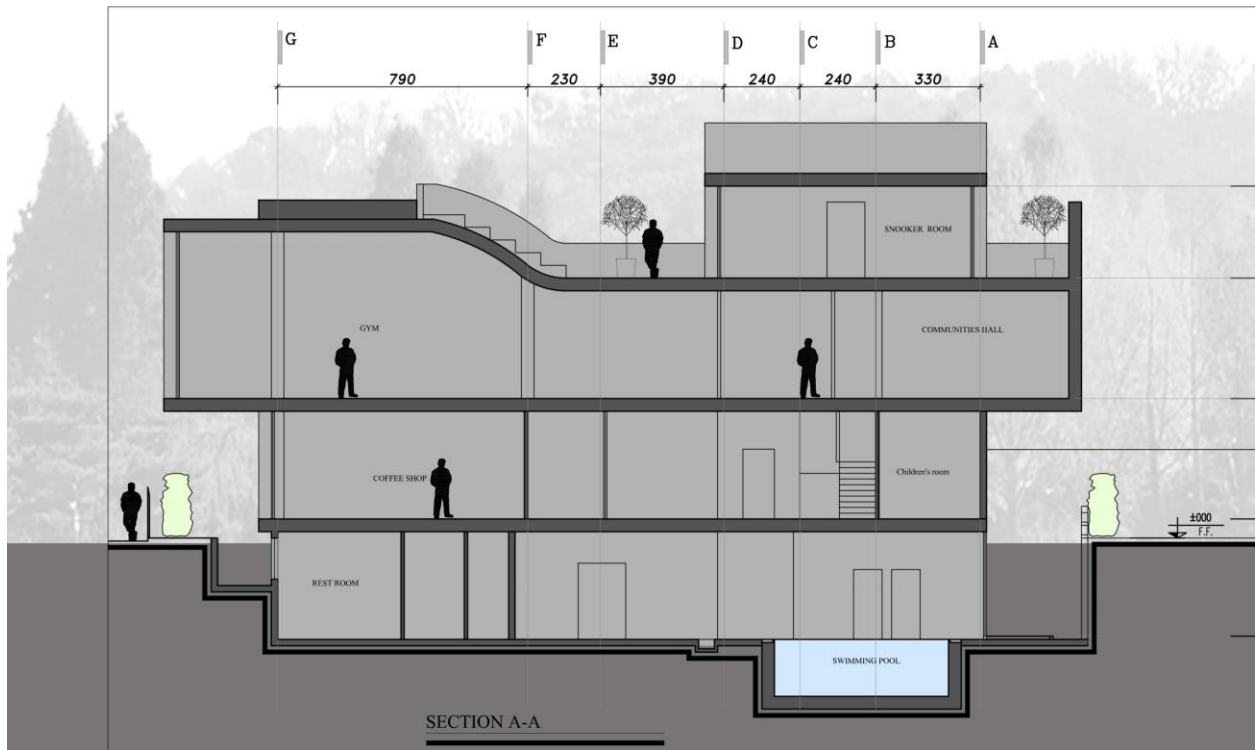 G
F
E
D
C
B
A
790
230
390
240
240
330
SNOOKER ROOM
GYM
COMMUNITIES HALL
COFFEE SHOP
Children's room
±000
F.F.
REST ROOM
SWIMMING POOL
SECTION A-A